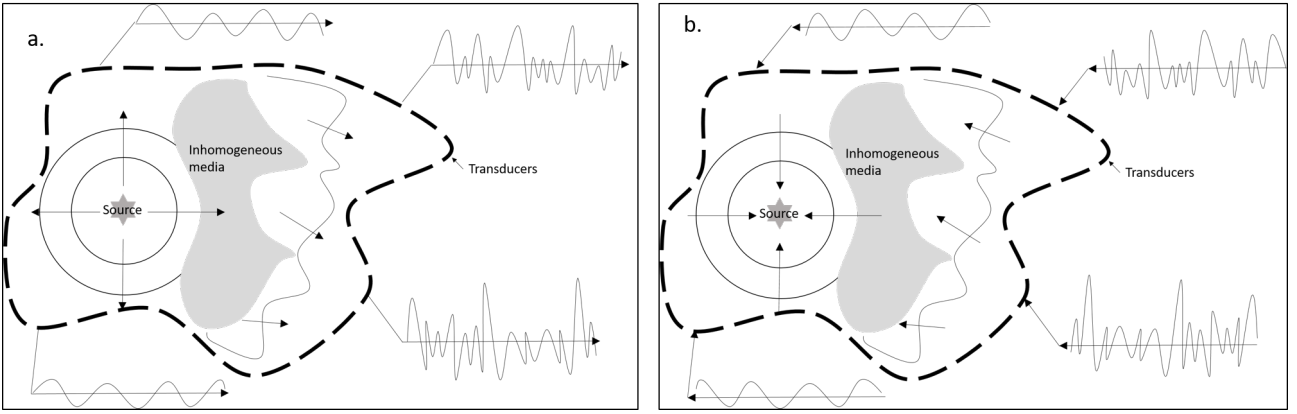 a.
Inhomogeneous
media
Transducers
Source
b.
Inhomogeneous
media
Transducers
Source